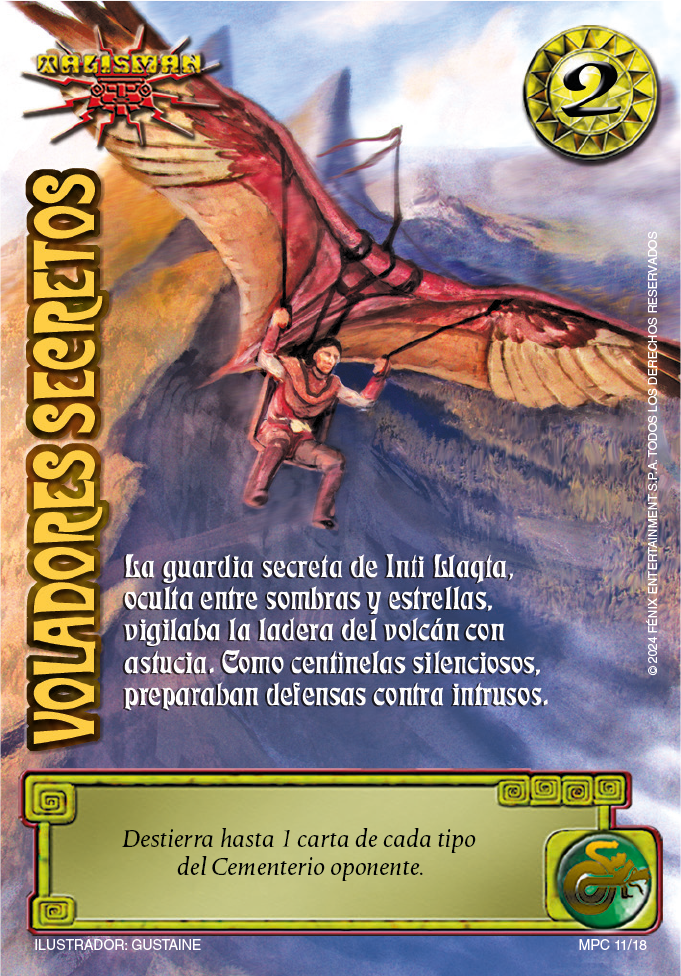 TALISMAN
2
VOLADORES SECRETOS
La guardia secreta de Inti Llaqta,
oculta entre sombras y estrellas,
vigilaba la ladera del volcán con
astucia. Como centinelas silenciosos,
preparaban defensas contra intrusos.
© 2024 FÉNIX ENTERTAINMENT S.P.A. TODOS LOS DERECHOS RESERVADOS
Destierra hasta 1 carta de cada tipo
del Cementerio oponente.
ILUSTRADOR: GUSTAINE
MPC 11/18